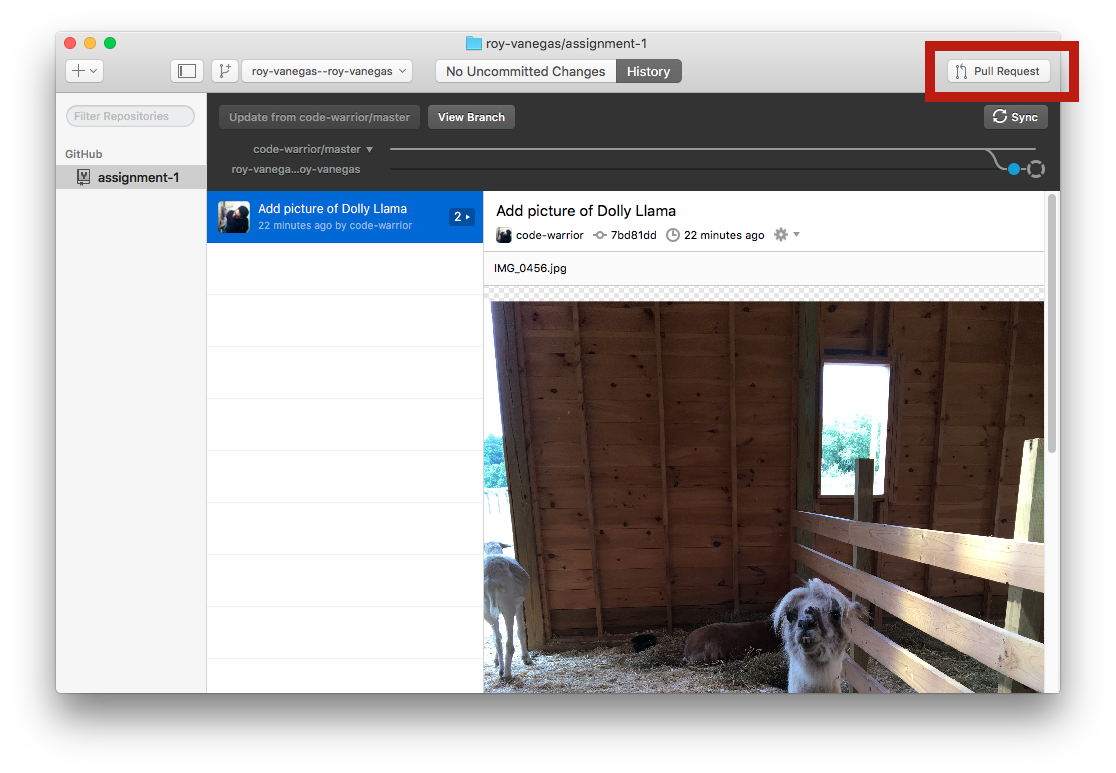 roy-vanegas/assignment-1
roy-vanegas--roy-vanegas
No Uncommitted Changes
History
Pull Request
Filter Repositories
GitHub
assignment-1
Update from code-warrior/master
View Branch
Sync
code-warrior/master
roy-vanega...oy-vanegas
Add picture of Dolly Llama
22 minutes ago by code-warrior
2
Add picture of Dolly Llama
code-warrior 7bd81dd 22 minutes ago
IMG_0456.jpg